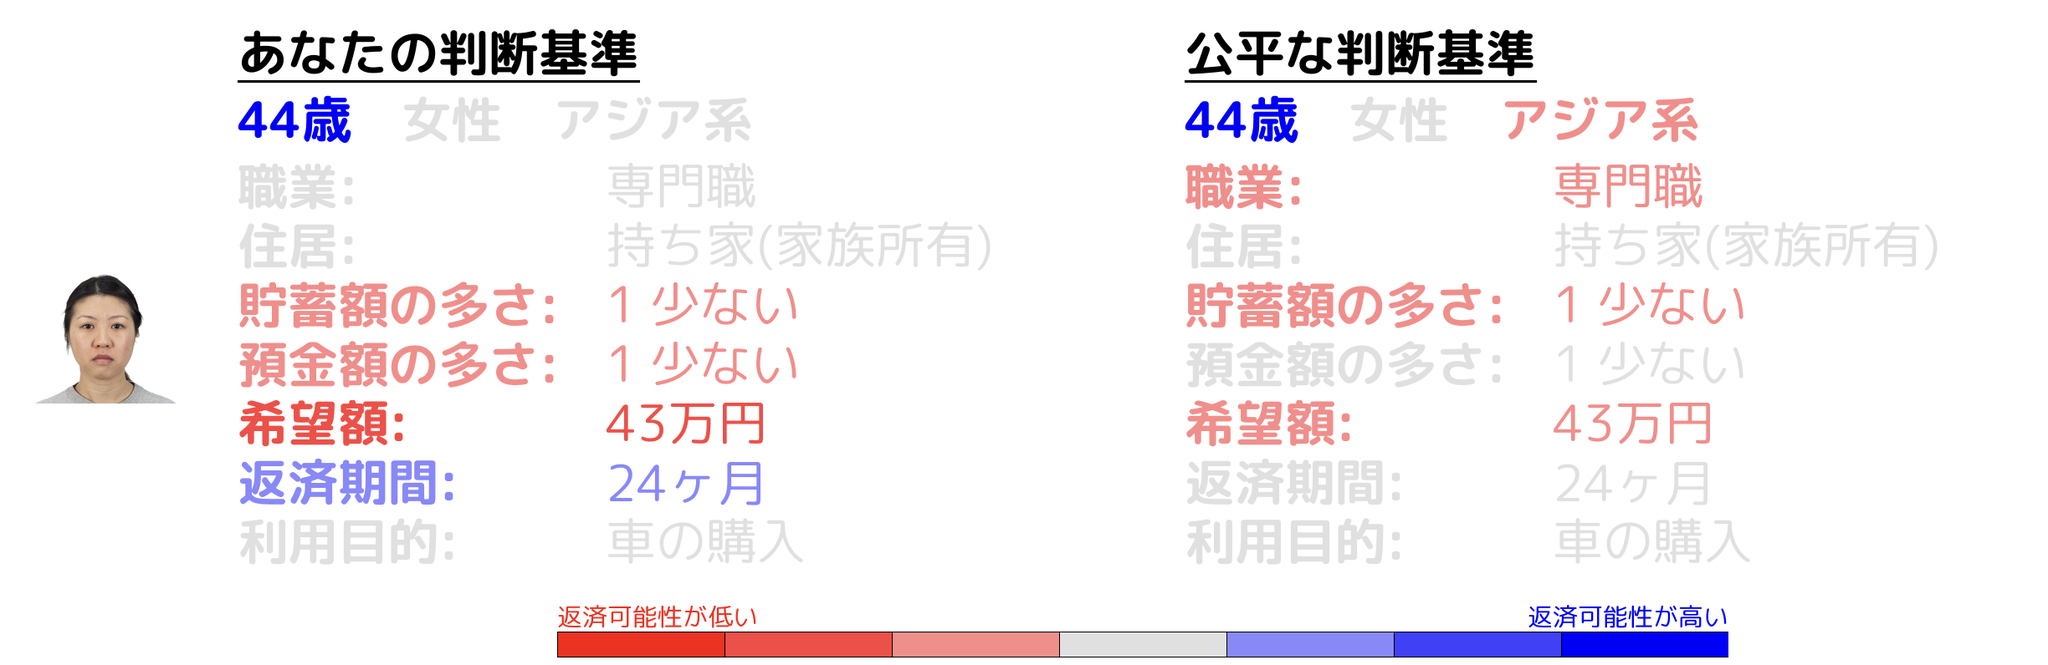 あなたの判断基準
44歳 女性 アジア系
職業: 専門職
住居: 持ち家(家族所有)
貯蓄額の多さ: 1 少ない
預金額の多さ: 1 少ない
希望額: 43万円
返済期間: 24ヶ月
利用目的: 車の購入
公平な判断基準
44歳 女性 アジア系
職業: 専門職
住居: 持ち家(家族所有)
貯蓄額の多さ: 1 少ない
預金額の多さ: 1 少ない
希望額: 43万円
返済期間: 24ヶ月
利用目的: 車の購入
返済可能性が低い
返済可能性が高い